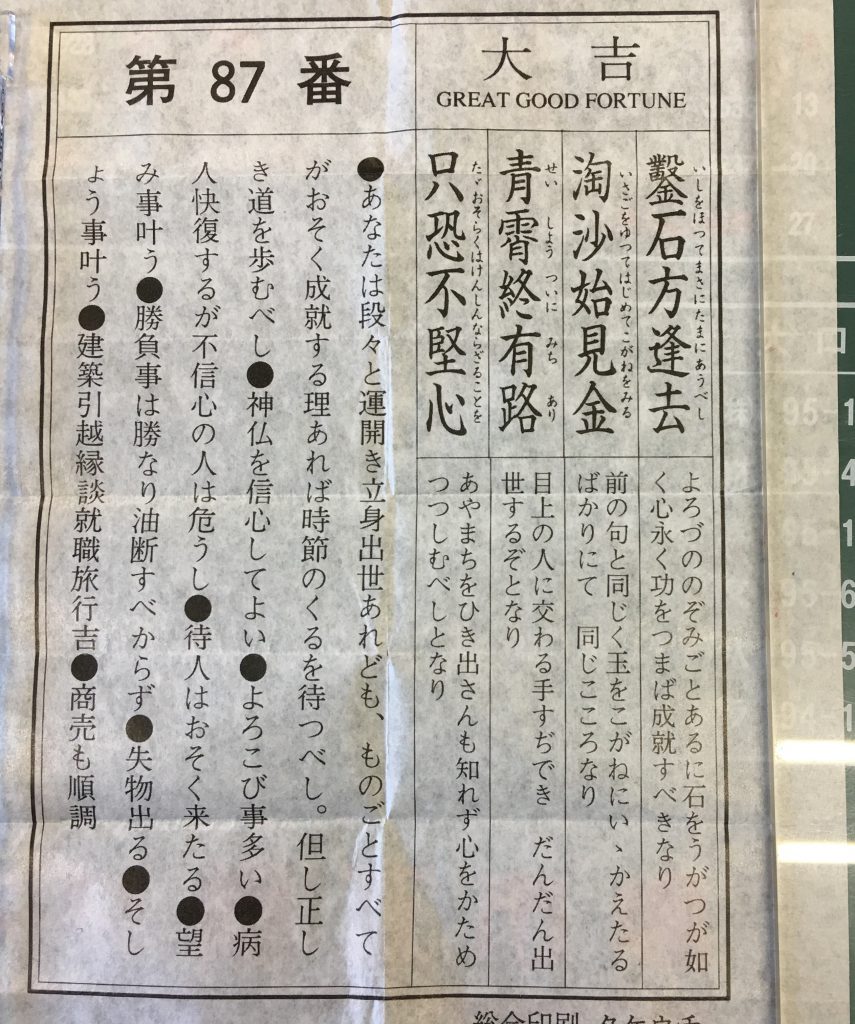 大吉
GREAT GOOD FORTUNE
第87番
いしをほつてまさにたまにあうべし
鑿石方逢去
よろづののぞみごとあるに石をうがつが如
く心永く功をつまば成就すべきなり
いさごをゆつてはじめてこがねをみる
淘沙始見金
前の句と同じく玉をこがねにいゝかえたる
ばかりにて 同じこころなり
せい しよう ついに みち あり
青霄終有路
目上の人に交わる手すぢでき だんだん出
世するぞとなり
たゞおそらくはけんしんならざることを
只恐不堅心
あやまちをひき出さんも知れず心をかため
つつしむべしとなり
●あなたは段々と運開き立身出世あれども、ものごとすべて
がおそく成就する理あれば時節のくるを待つべし。但し正し
き道を歩むべし●神仏を信心してよい●よろこび事多い●病
人快復するが不信心の人は危うし●待人はおそく来たる●望
み事叶う●勝負事は勝なり油断すべからず●失物出る●そし
ょう事叶う●建築引越縁談就職旅行吉●商売も順調
総合印刷 タケウチ